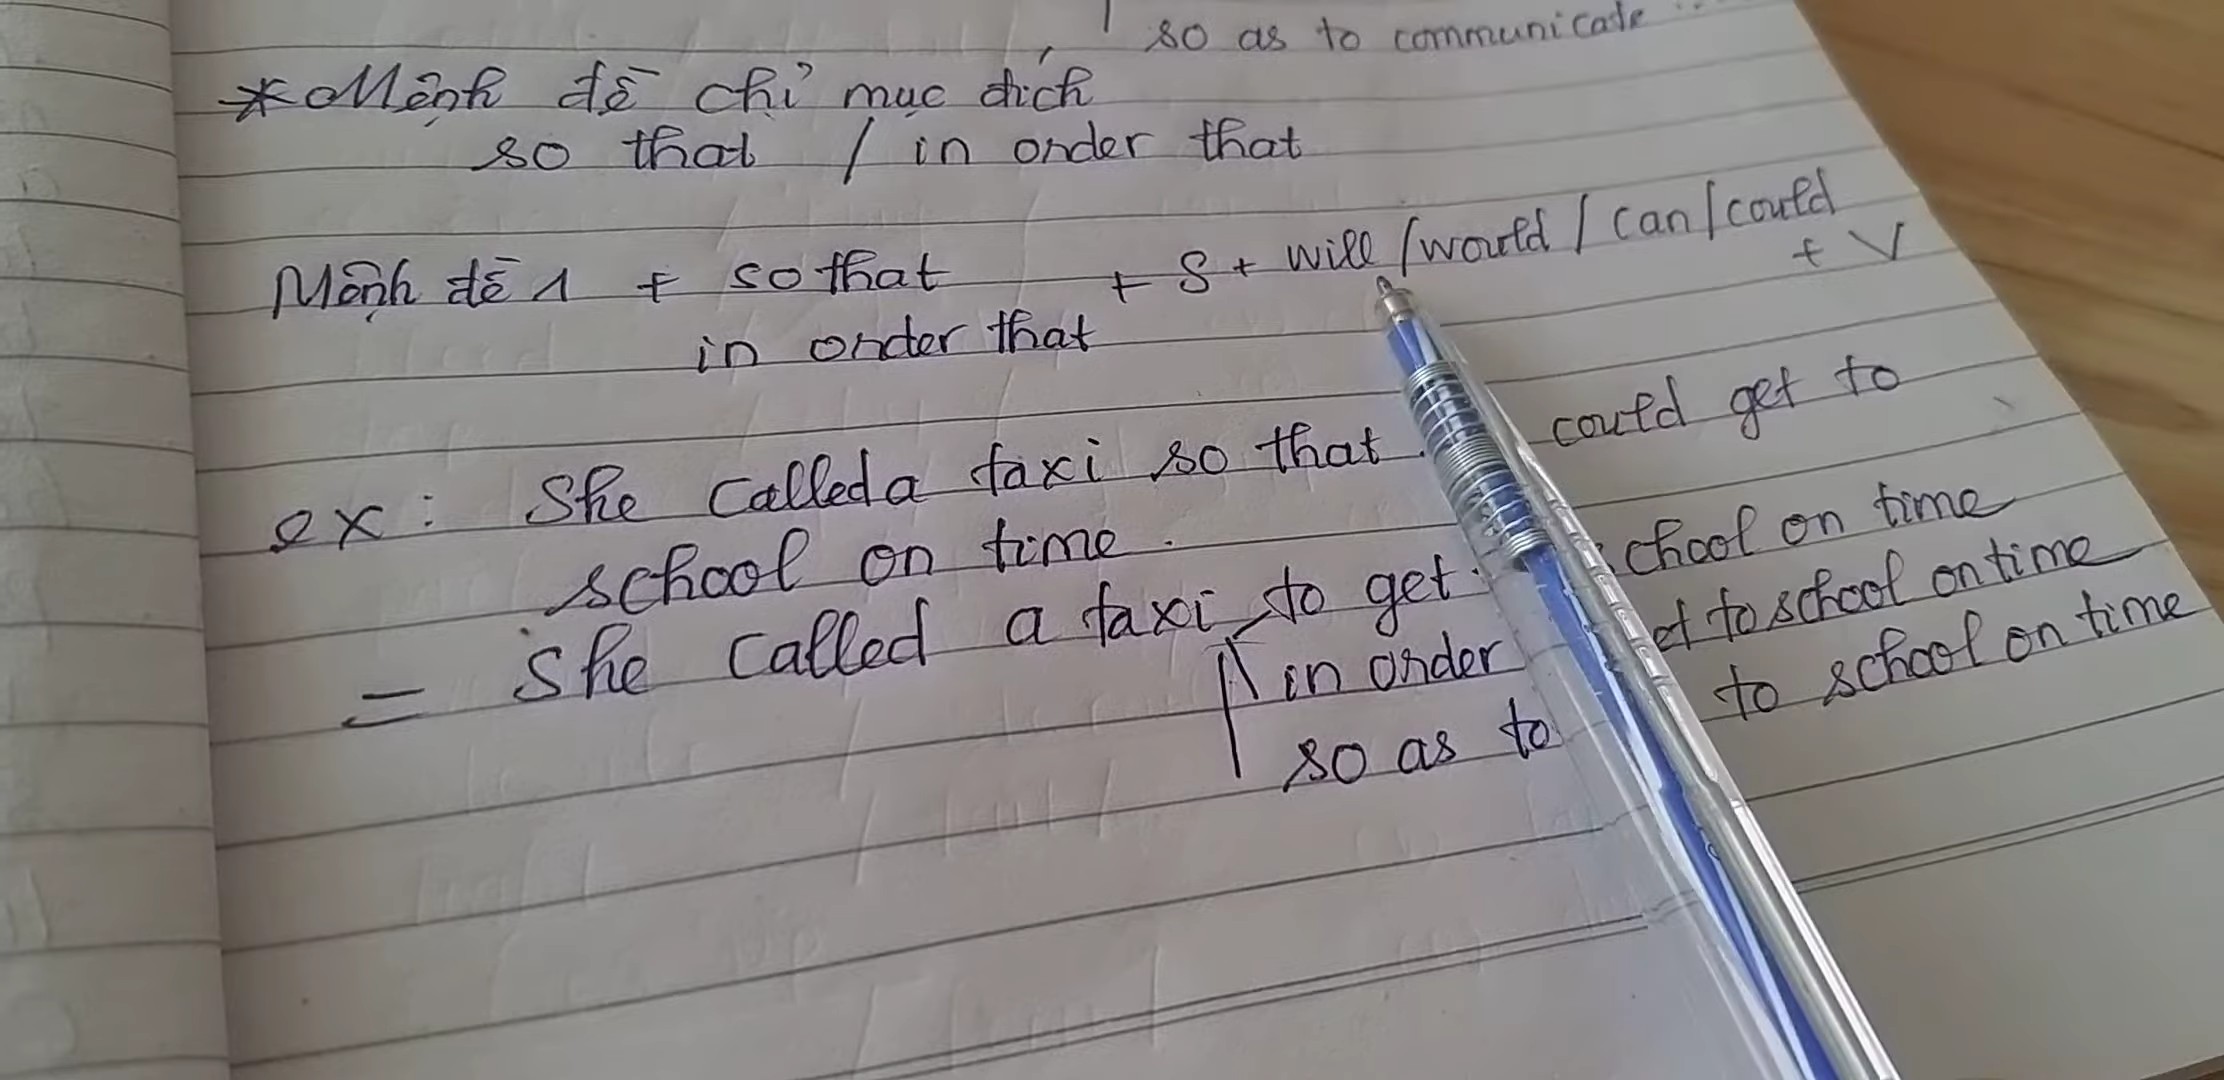 so as to communicate ...
* Mệnh đề chỉ mục đích
so that / in order that
Mệnh đề 1 + so that + S + will / would / can / could
+ V
in order that
ex: She called a taxi so that could get to
school on time.
= She called a taxi to get school on time
in order et to school on time
so as to to school on time